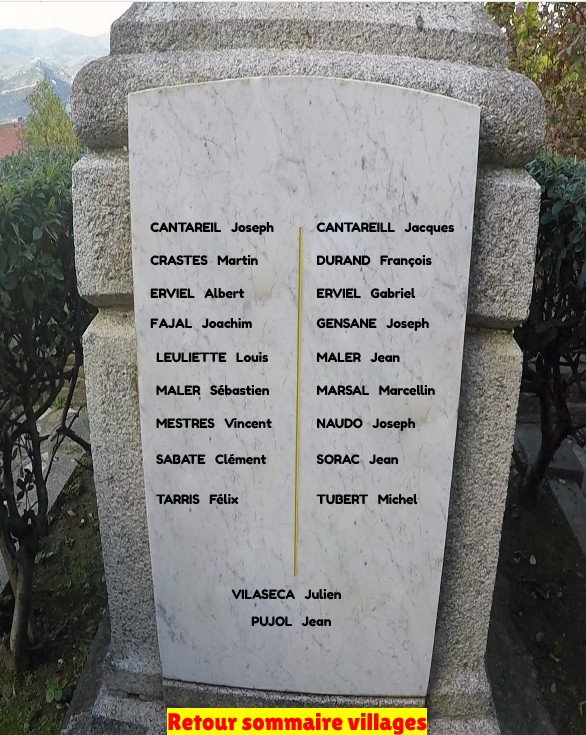 CANTAREIL Joseph
CANTAREILL Jacques
CRASTES Martin
DURAND François
ERVIEL Albert
ERVIEL Gabriel
FAJAL Joachim
GENSANE Joseph
LEULIETTE Louis
MALER Jean
MALER Sébastien
MARSAL Marcellin
MESTRES Vincent
NAUDO Joseph
SABATE Clément
SORAC Jean
TARRIS Félix
TUBERT Michel
VILASECA Julien
PUJOL Jean
Retour sommaire villages